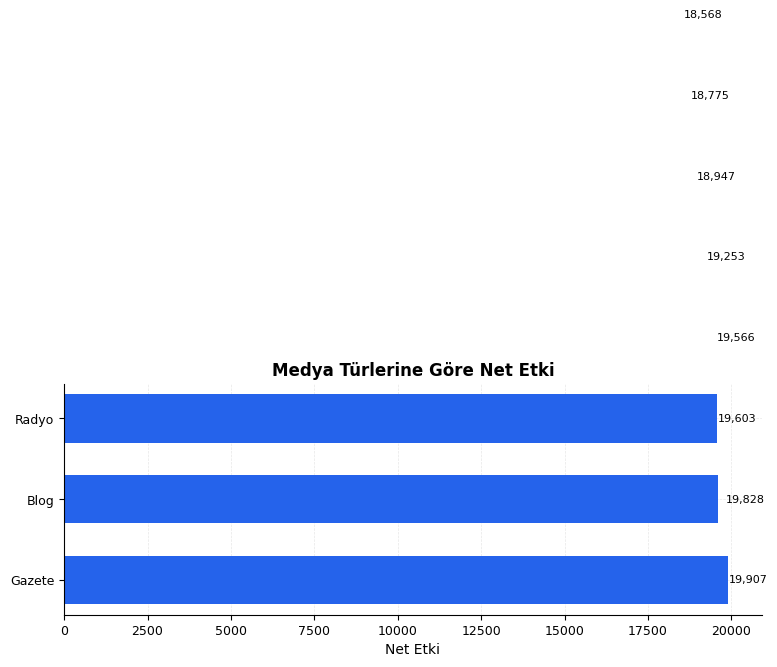 18,568
18,775
18,947
19,253
19,566
Medya Türlerine Göre Net Etki
Radyo 19,603
Blog 19,828
Gazete 19,907
0 2500 5000 7500 10000 12500 15000 17500 20000
Net Etki